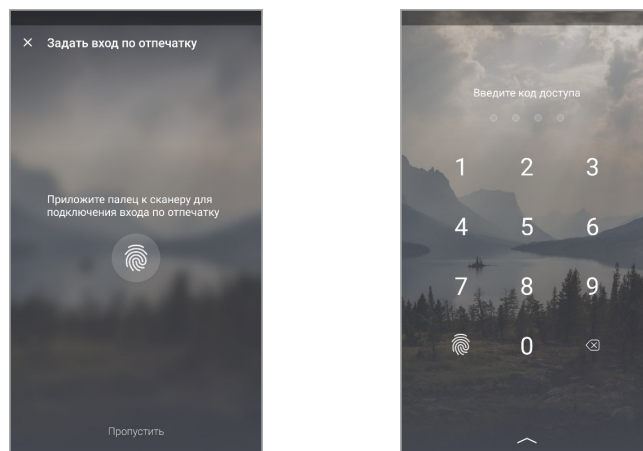 Задать вход по отпечатку
Приложите палец к сканеру для
подключения входа по отпечатку
Пропустить
Введите код доступа
1 2 3
4 5 6
7 8 9
0